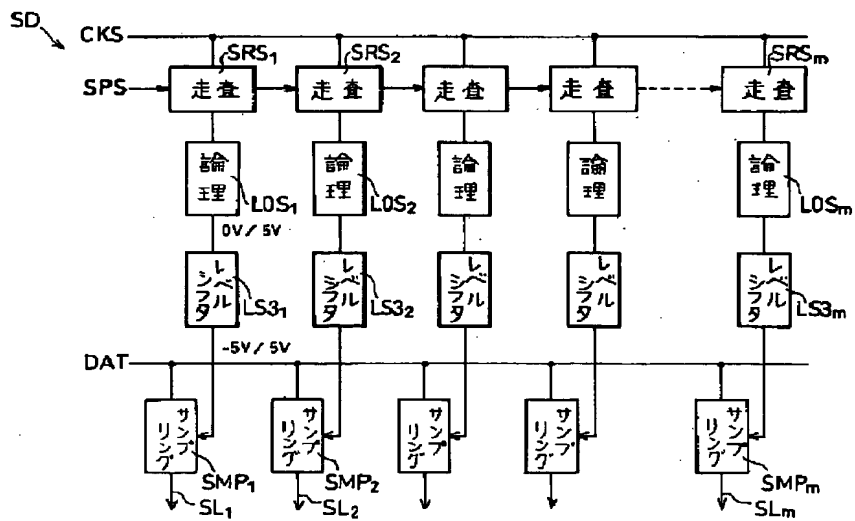 SD
CKS
SRS1
SRS2
SRSm
SPS
走査
走査
走査
走査
走査
論理
論理
論理
論理
論理
LOS1
LOS2
LOSm
0V/5V
レベルシフタ
レベルシフタ
レベルシフタ
レベルシフタ
レベルシフタ
LS31
LS32
LS3m
-5V/5V
DAT
サンプリング
サンプリング
サンプリング
サンプリング
サンプリング
SMP1
SMP2
SMPm
SL1
SL2
SLm